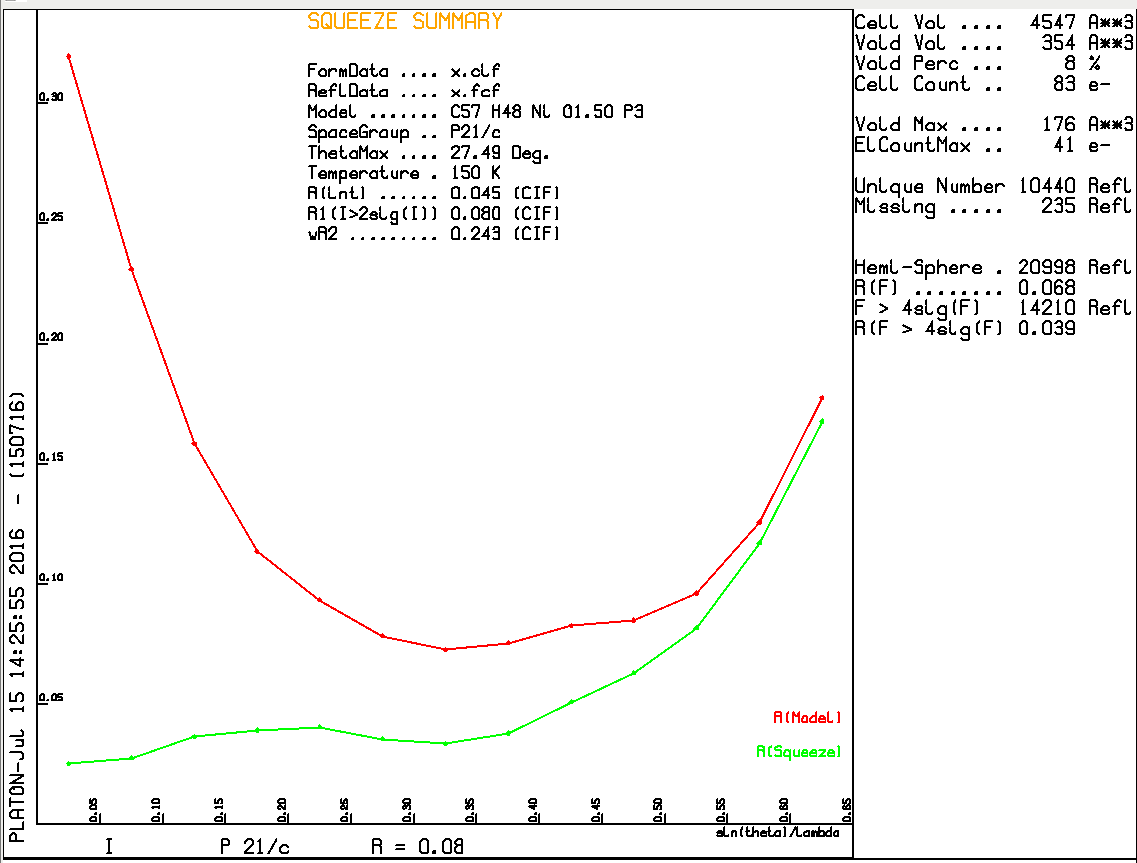 SQUEEZE SUMMARY
FormData .... x.cif
ReflData .... x.fcf
Model ....... C57 H48 Ni O1.50 P3
SpaceGroup .. P21/c
ThetaMax .... 27.49 Deg.
Temperature . 150 K
R(int) ...... 0.045 (CIF)
R1(I>2sig(I)) 0.080 (CIF)
wR2 ......... 0.243 (CIF)
Cell Vol .... 4547 A**3
Void Vol .... 354 A**3
Void Perc ... 8 %
Cell Count .. 83 e-
Void Max .... 176 A**3
ElCountMax .. 41 e-
Unique Number 10440 Refl
Missing ..... 235 Refl
Hemi-Sphere . 20998 Refl
R(F) ........ 0.068
F > 4sig(F) 14210 Refl
R(F > 4sig(F) 0.039
0.30
0.25
0.20
0.15
0.10
0.05
R(Model)
R(Squeeze)
0.05 0.10 0.15 0.20 0.25 0.30 0.35 0.40 0.45 0.50 0.55 0.60 0.65
sin(theta)/Lambda
PLATON-Jul 15 14:25:55 2016 - (150716)
I P 21/c R = 0.08